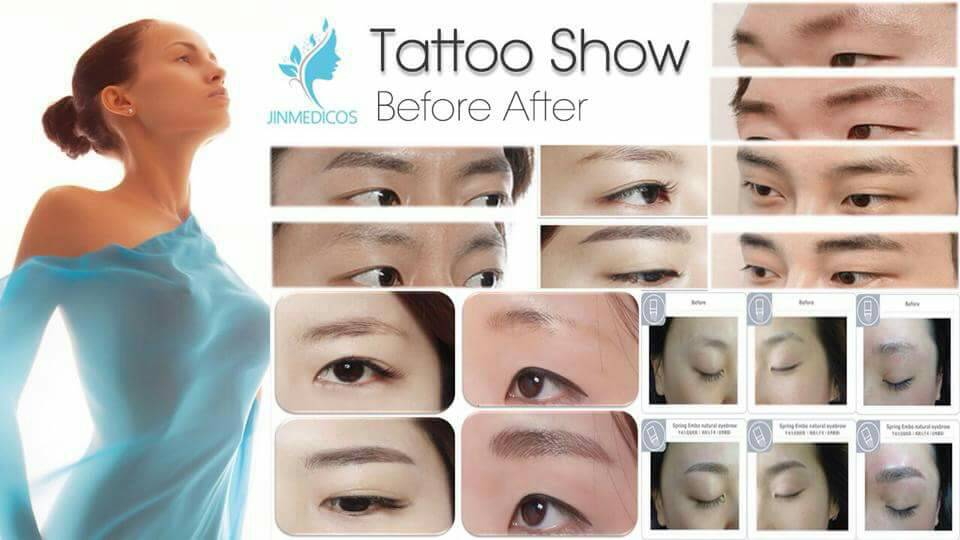 JINMEDICOS
Tattoo Show
Before After
Before
Before
Before
Spring Embo natural eyebrow
Spring Embo natural eyebrow
Spring Embo natural eyebrow